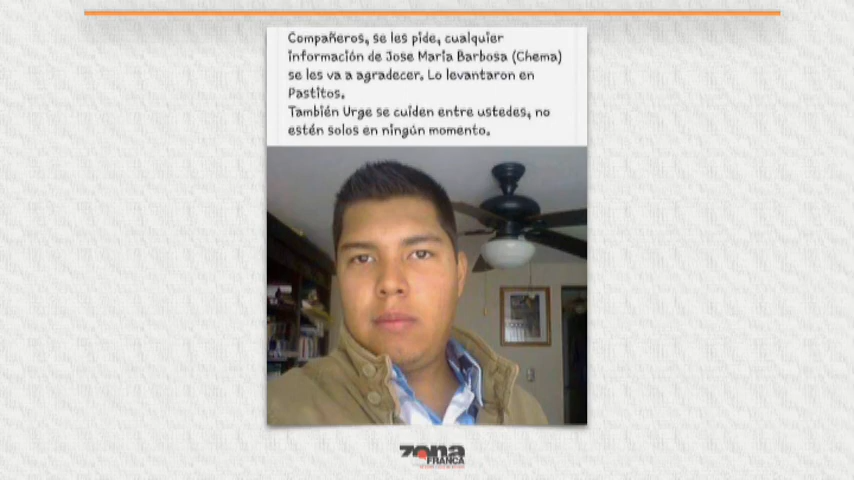 Compañeros, se les pide, cualquier
información de Jose Maria Barbosa (Chema)
se les va a agradecer. Lo levantaron en
Pastitos.
También Urge se cuiden entre ustedes, no
estén solos en ningún momento.
zona
FRANCA